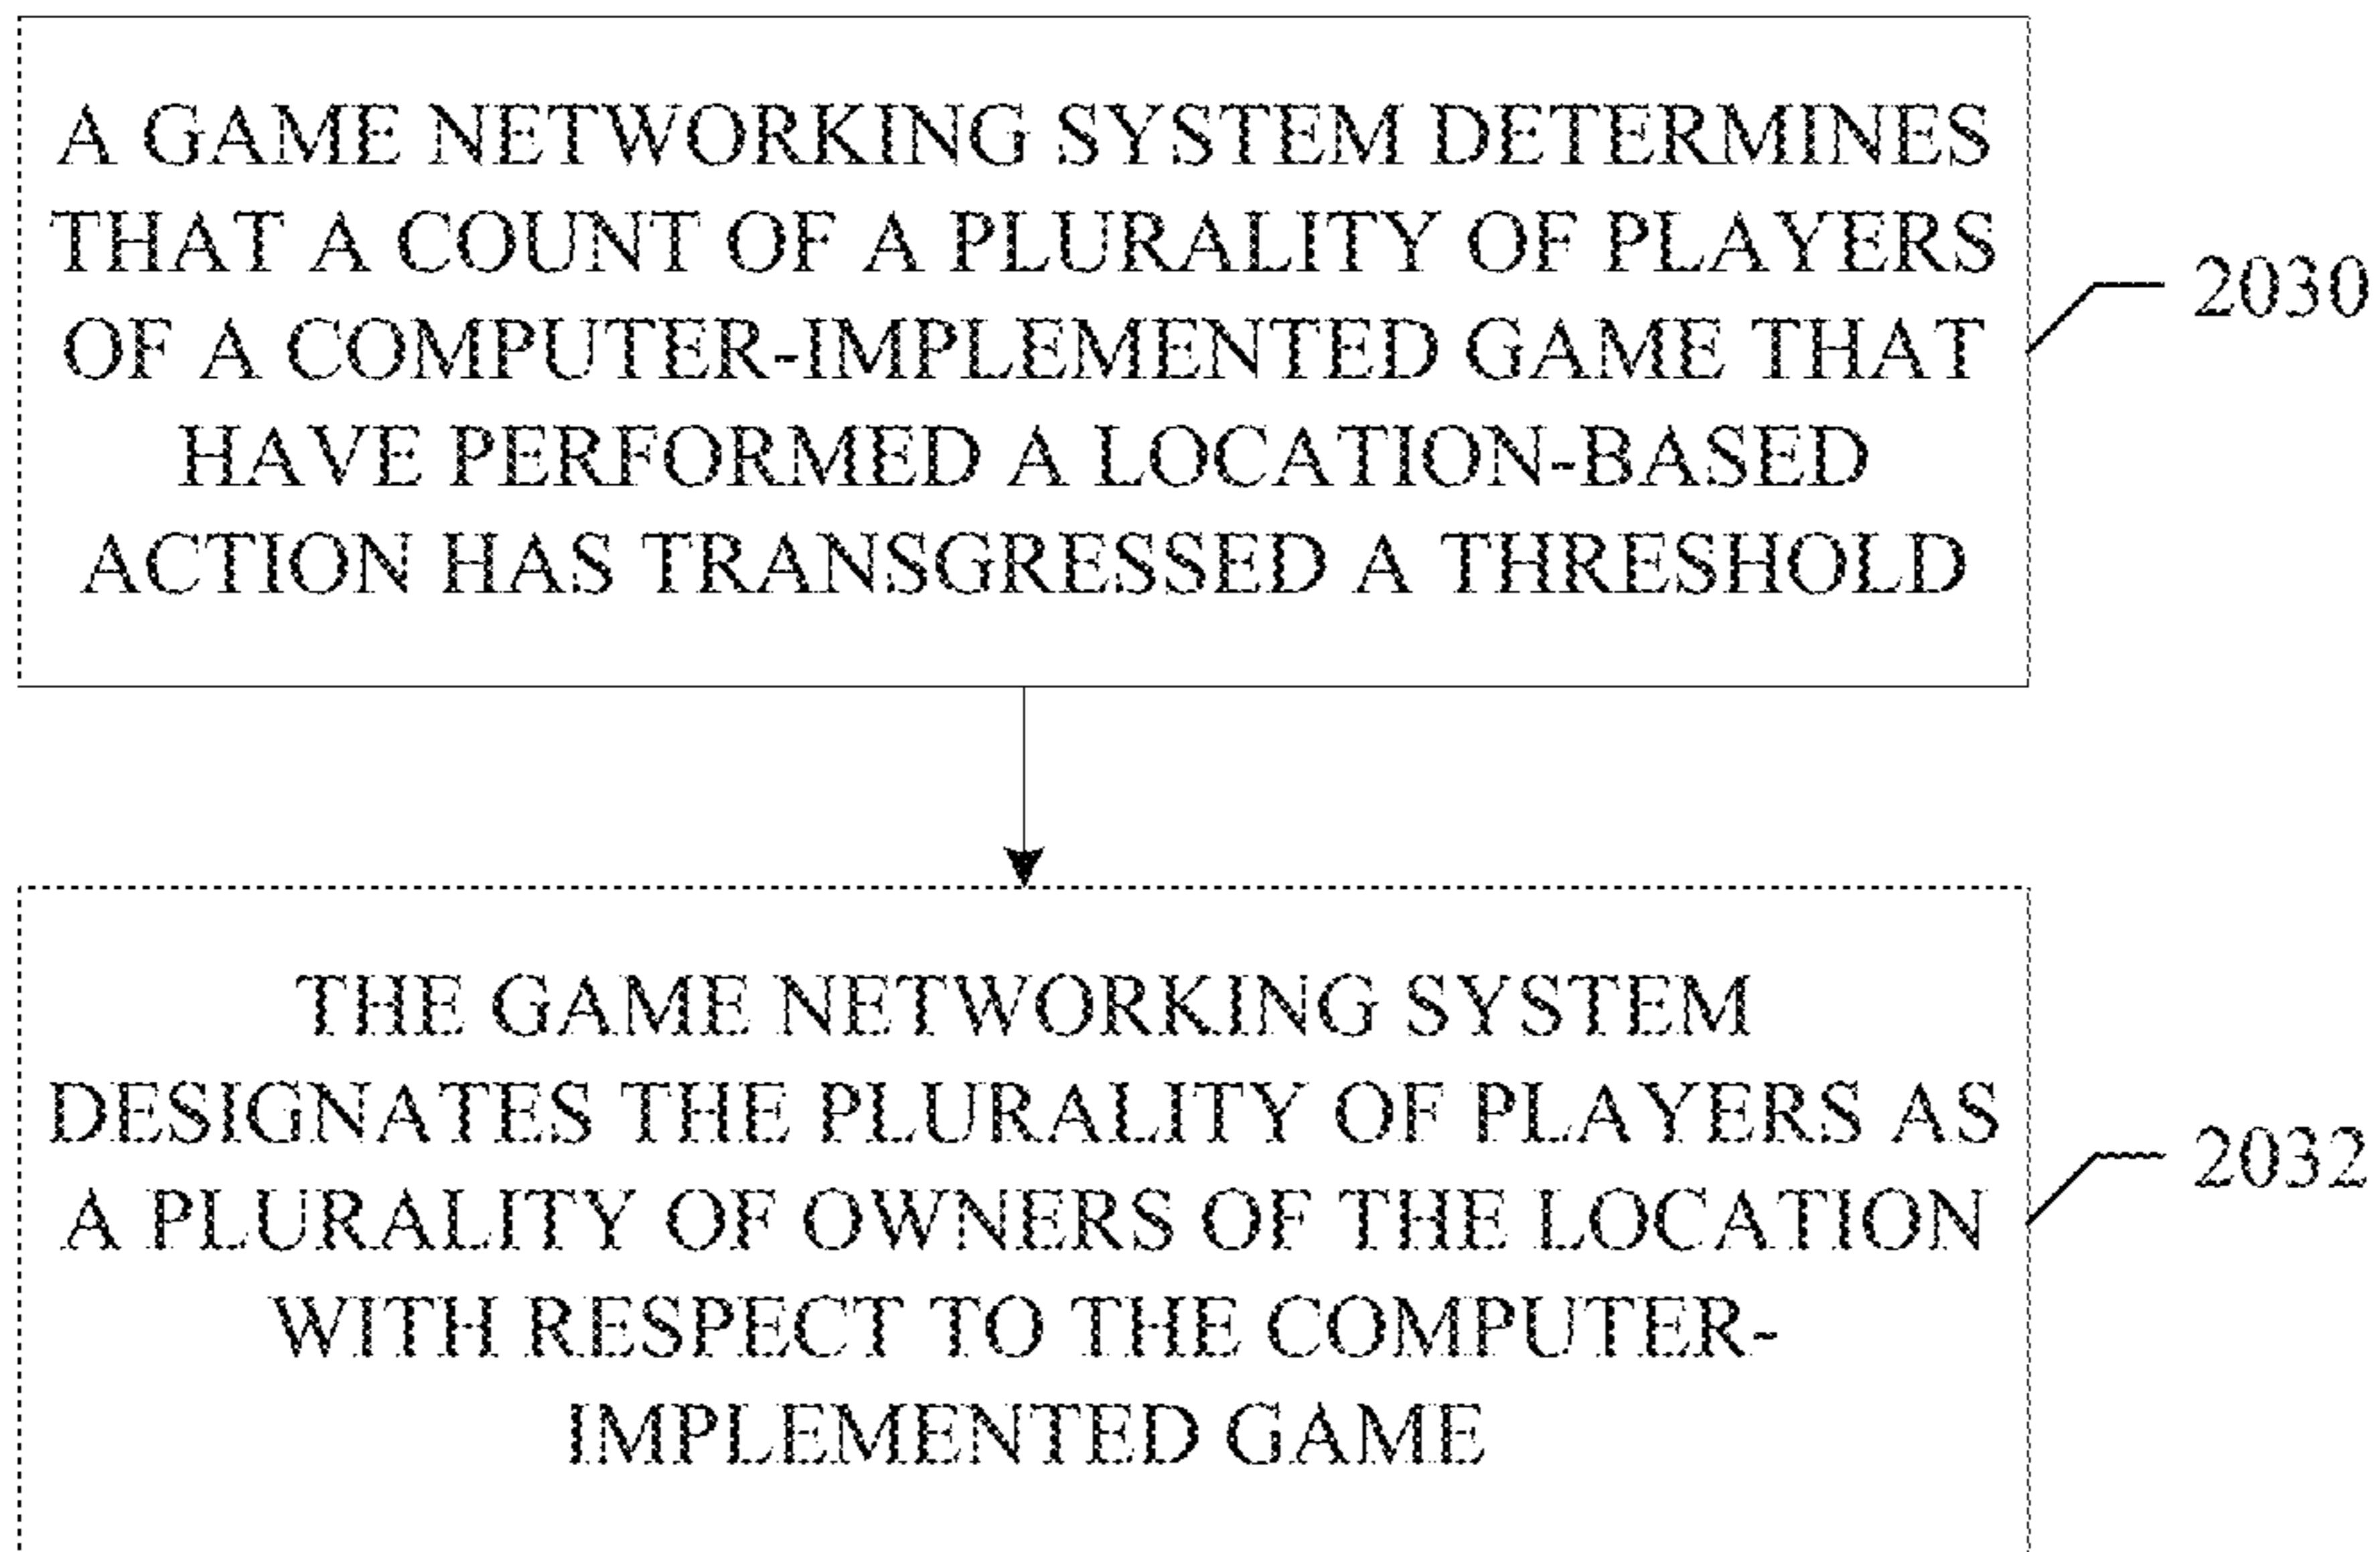 A GAME NETWORKING SYSTEM DETERMINES
THAT A COUNT OF A PLURALITY OF PLAYERS
OF A COMPUTER-IMPLEMENTED GAME THAT
HAVE PERFORMED A LOCATION-BASED
ACTION HAS TRANSGRESSED A THRESHOLD
2030
THE GAME NETWORKING SYSTEM
DESIGNATES THE PLURALITY OF PLAYERS AS
A PLURALITY OF OWNERS OF THE LOCATION
WITH RESPECT TO THE COMPUTER-
IMPLEMENTED GAME
2032